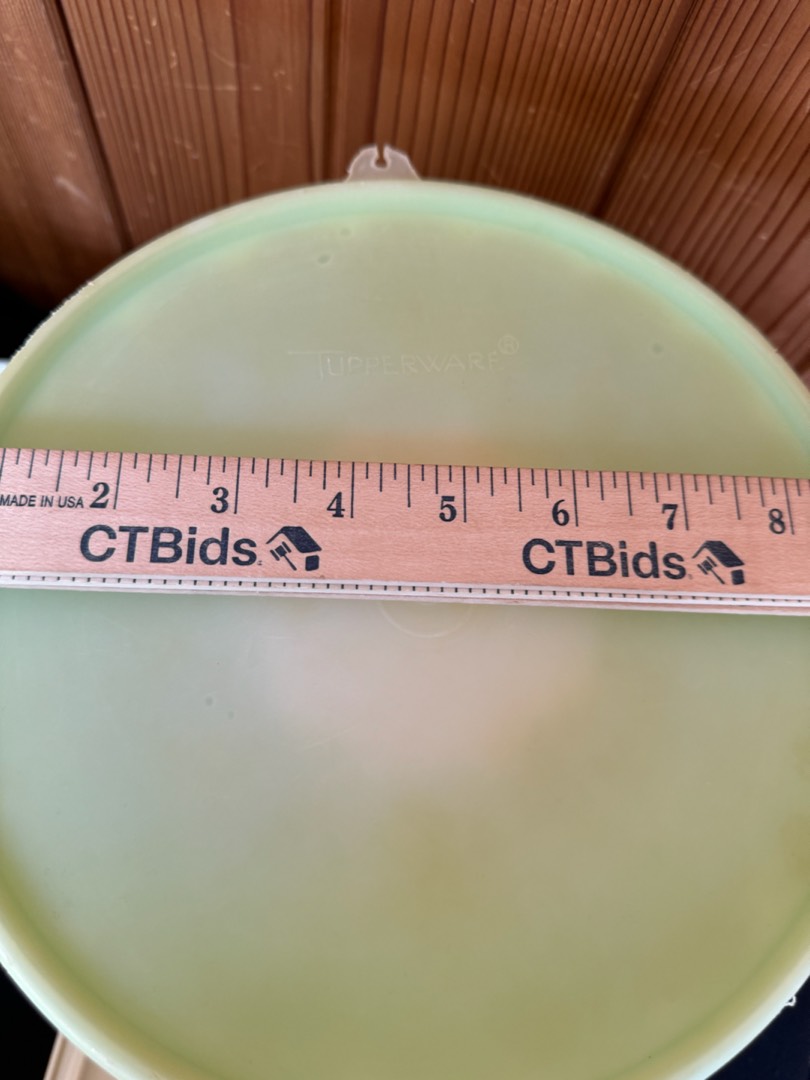 TUPPERWARE®
MADE IN USA 2 3 4 5 6 7 8
CTBids. CTBids.